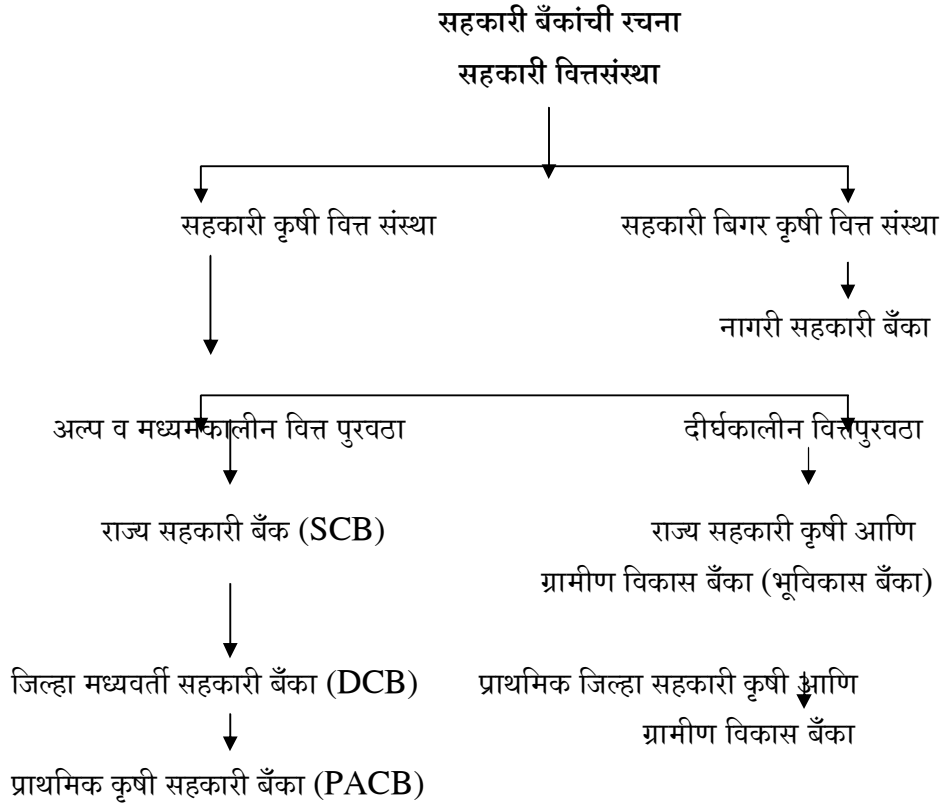 सहकारी बँकांची रचना
सहकारी वित्तसंस्था
सहकारी कृषी वित्त संस्था
सहकारी बिगर कृषी वित्त संस्था
नागरी सहकारी बँका
अल्प व मध्यमकालीन वित्त पुरवठा
दीर्घकालीन वित्तपुरवठा
राज्य सहकारी बँक (SCB)
राज्य सहकारी कृषी आणि
ग्रामीण विकास बँका (भूविकास बँका)
जिल्हा मध्यवर्ती सहकारी बँका (DCB)
प्राथमिक जिल्हा सहकारी कृषी आणि
ग्रामीण विकास बँका
प्राथमिक कृषी सहकारी बँका (PACB)